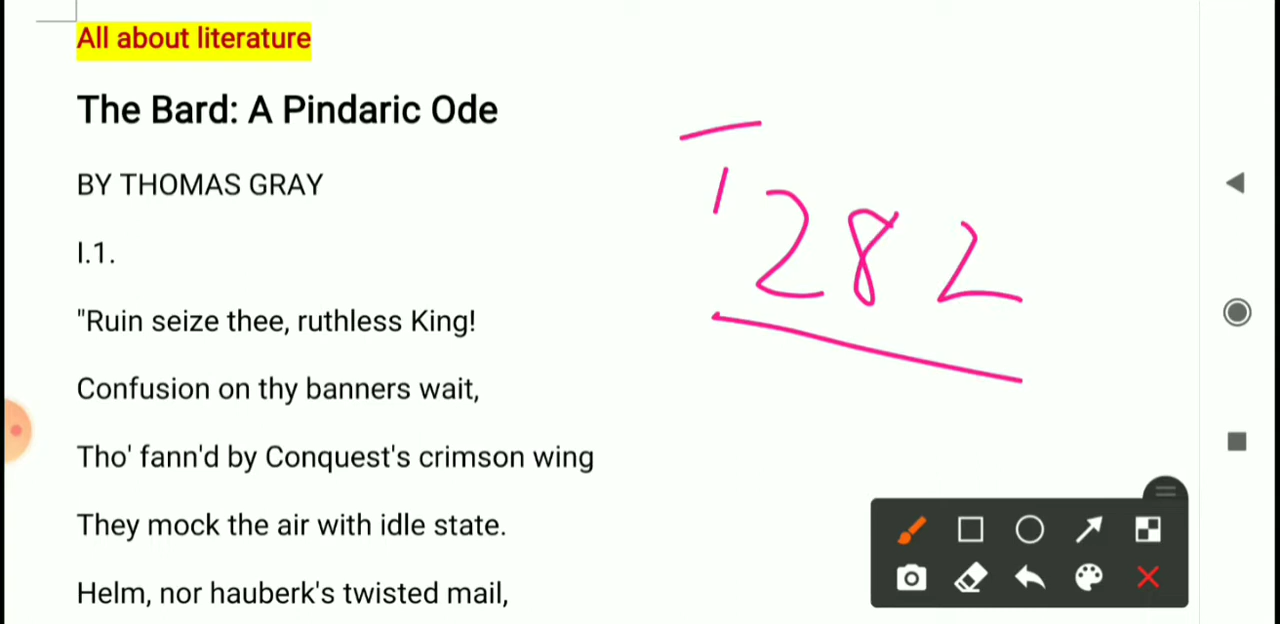 All about literature
The Bard: A Pindaric Ode
BY THOMAS GRAY
I.1.
"Ruin seize thee, ruthless King!
Confusion on thy banners wait,
Tho' fann'd by Conquest's crimson wing
They mock the air with idle state.
Helm, nor hauberk's twisted mail,
1282